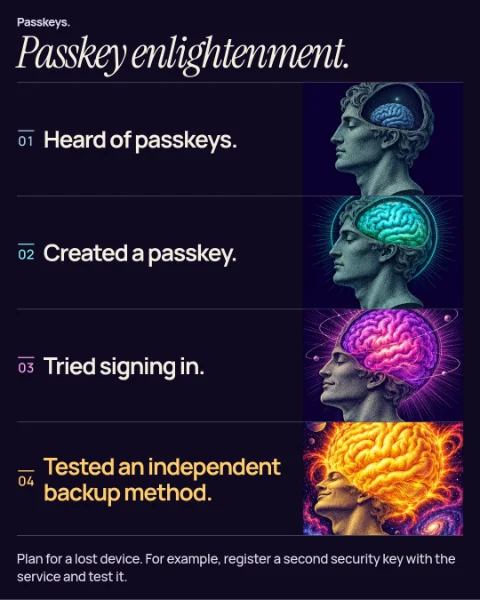 Passkeys.
Passkey enlightenment.
01 Heard of passkeys.
02 Created a passkey.
03 Tried signing in.
04 Tested an independent
backup method.
Plan for a lost device. For example, register a second security key with the
service and test it.